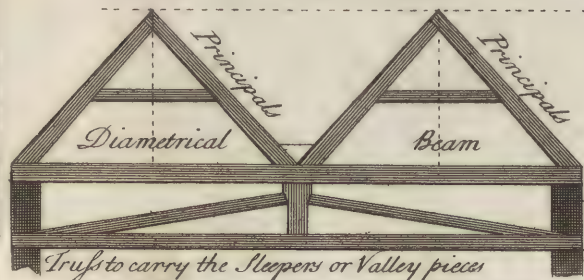 Principals
Principals
Diametrical Beam
Truſs to carry the Sleepers or Valley pieces